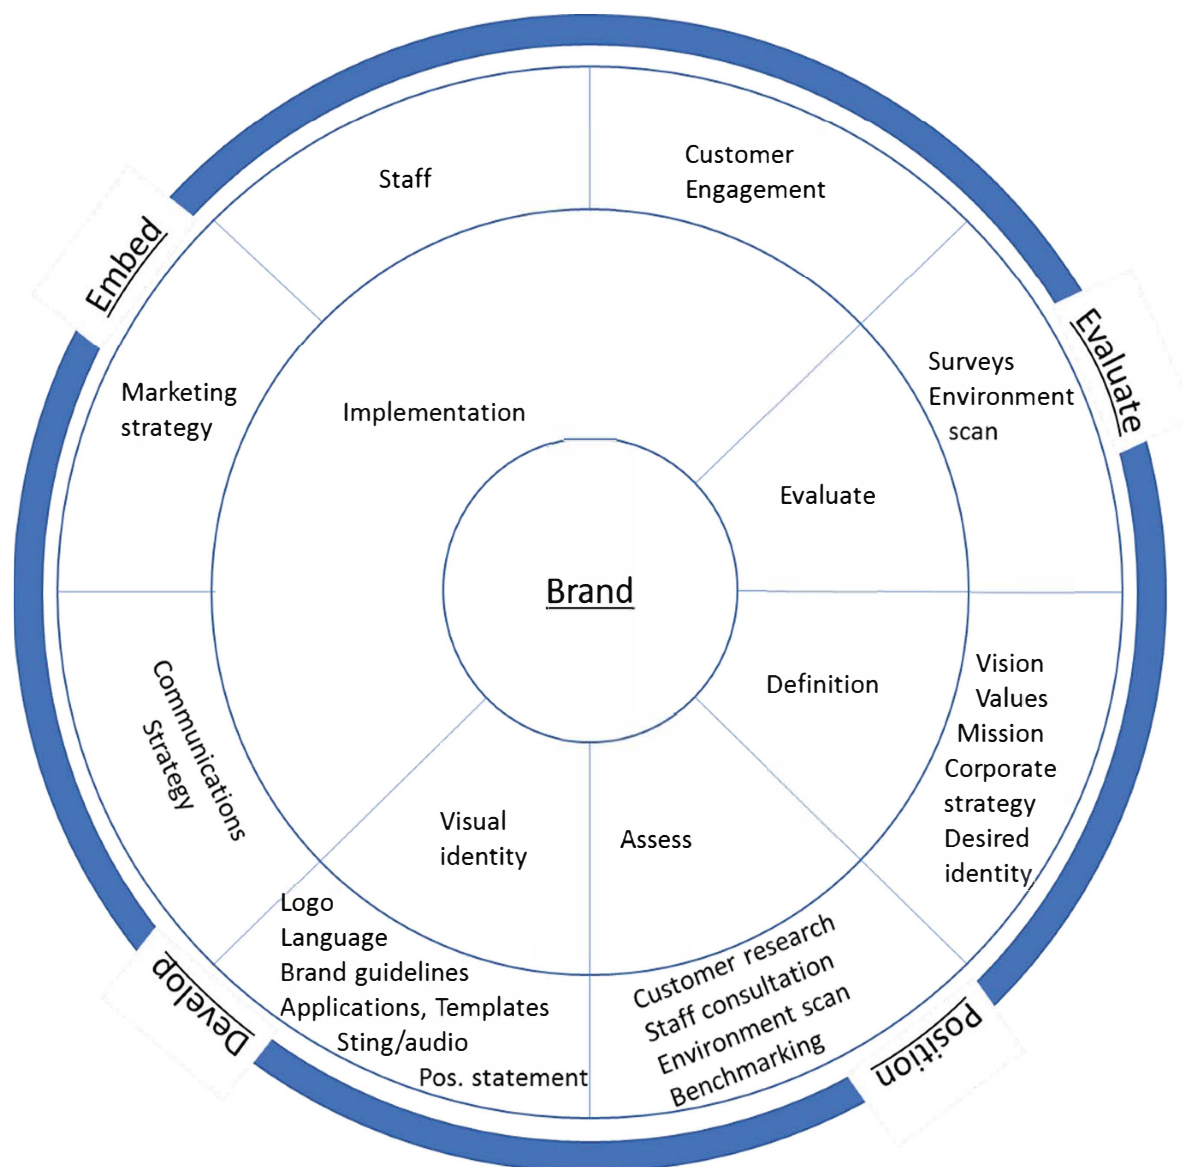 Staff
Customer
Engagement
Embed
Evaluate
Marketing
strategy
Implementation
Surveys
Environment
scan
Evaluate
Brand
Definition
Vision
Values
Mission
Corporate
strategy
Desired
identity
Communications
Strategy
Visual
identity
Assess
Logo
Language
Brand guidelines
Applications, Templates
Sting/audio
Pos. statement
Customer research
Staff consultation
Environment scan
Benchmarking
Develop
Position